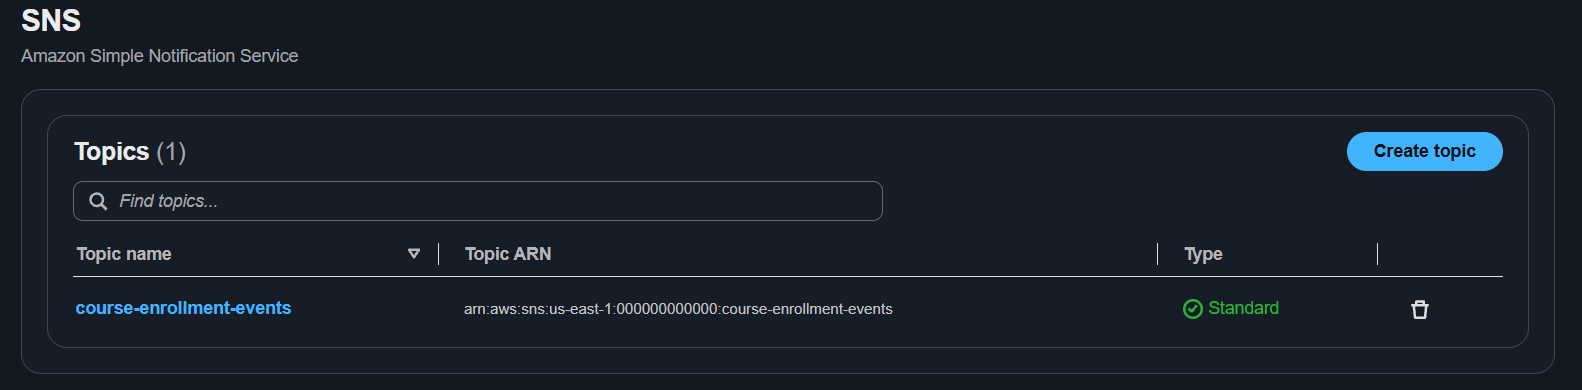 SNS
Amazon Simple Notification Service
Topics (1)
Create topic
Find topics...
Topic name
Topic ARN
Type
course-enrollment-events
arn:aws:sns:us-east-1:000000000000:course-enrollment-events
Standard